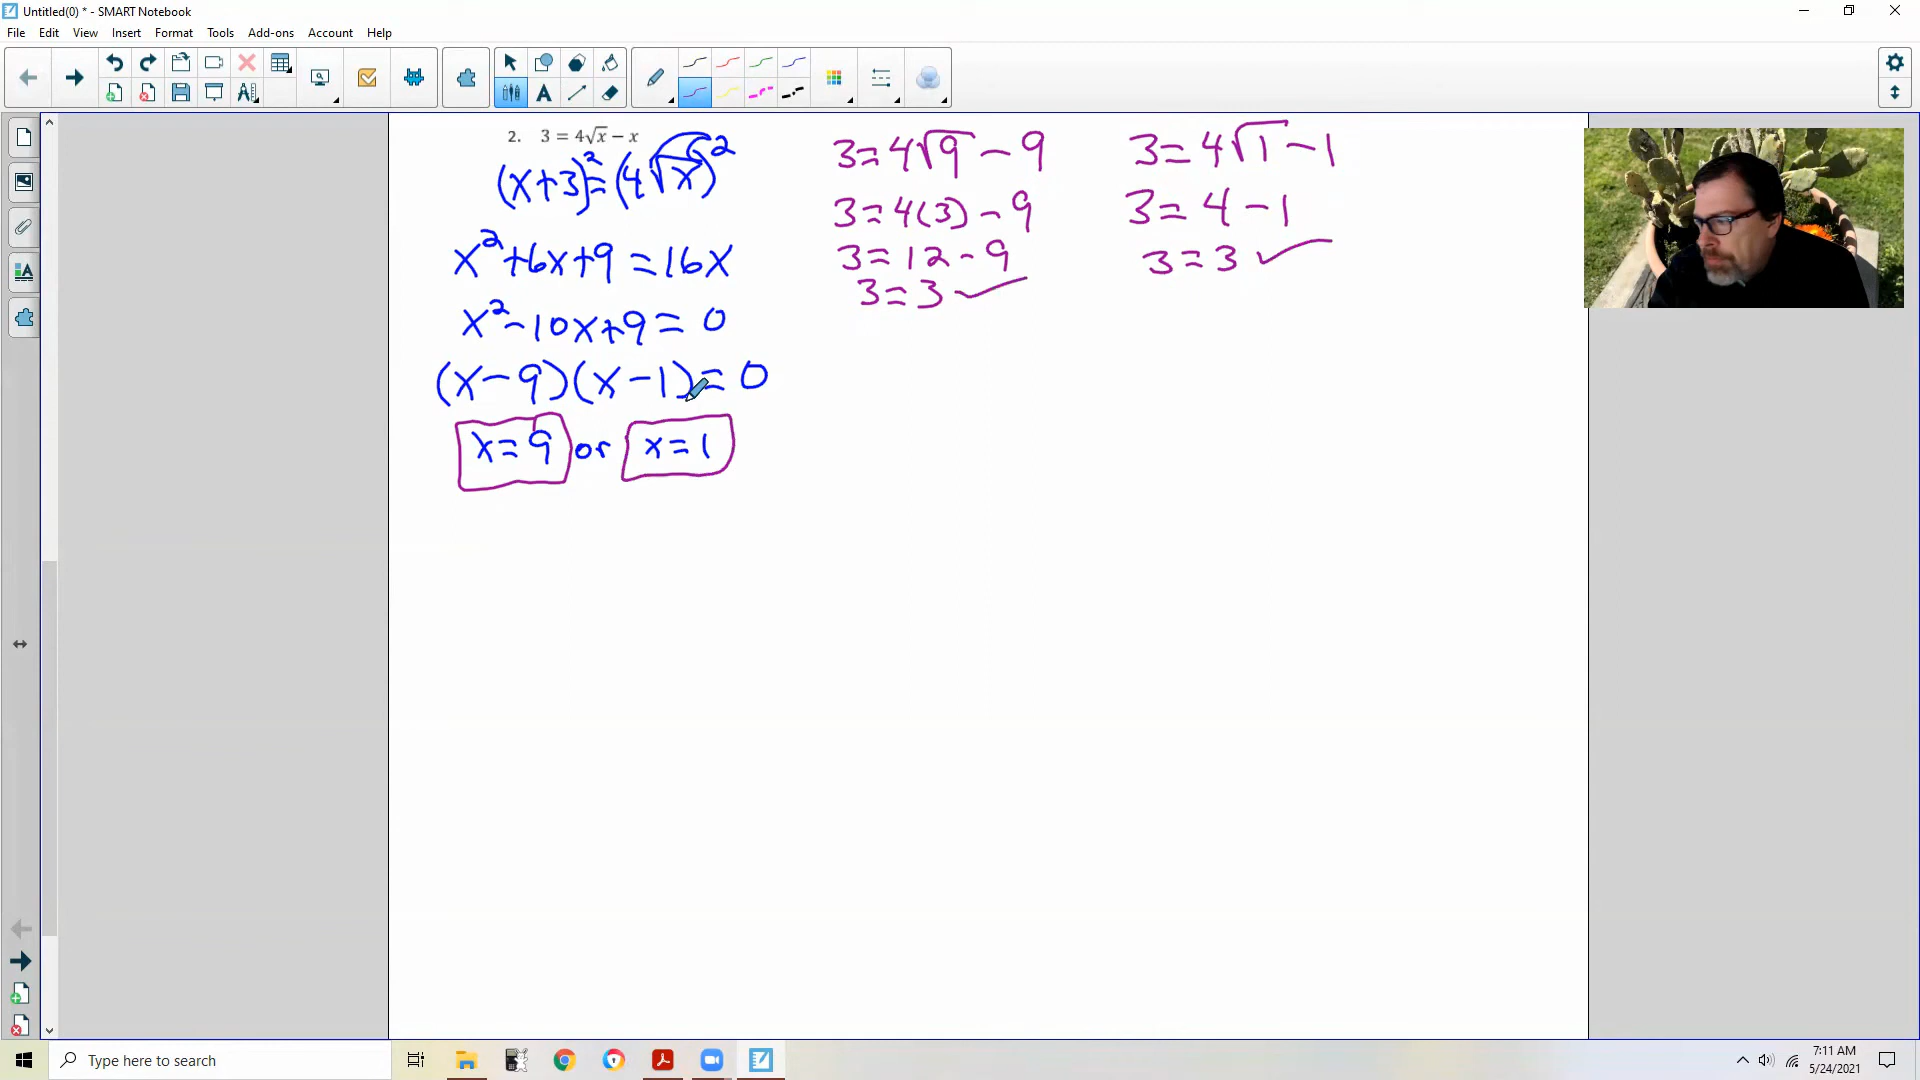 Untitled(0) * - SMART Notebook
File Edit View Insert Format Tools Add-ons Account Help
2. 3 = 4√x − x
(x+3)²=(4√x)²
x²+6x+9=16x
x²-10x+9=0
(x-9)(x-1)=0
x=9 or x=1
3=4√9-9
3=4(3)-9
3=12-9
3=3✓
3=4√1-1
3=4-1
3=3✓
Type here to search
7:11 AM
5/24/2021